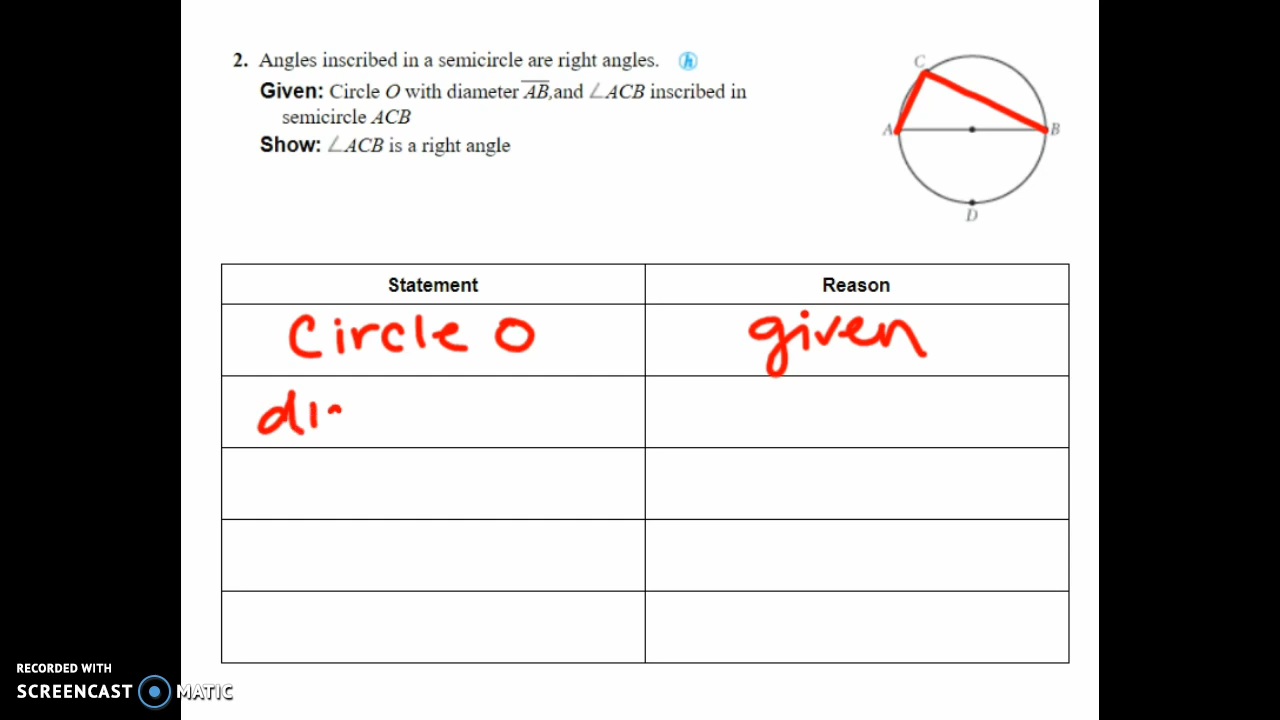 2. Angles inscribed in a semicircle are right angles. h
Given: Circle O with diameter AB, and ∠ACB inscribed in
semicircle ACB
Show: ∠ACB is a right angle
C
A
B
D
Statement Reason
Circle O given
RECORDED WITH
SCREENCAST MATIC